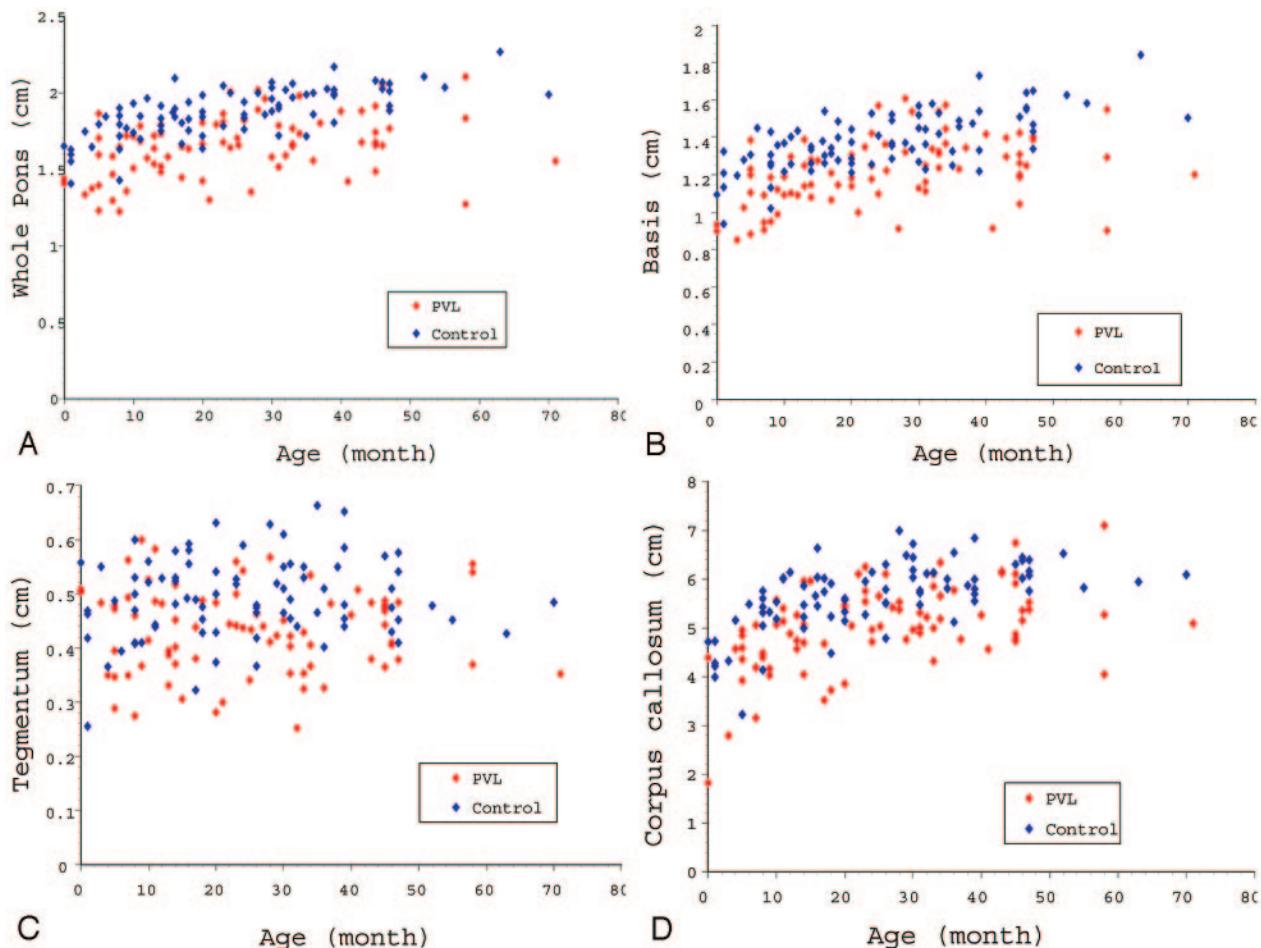 2.5
2
1.5
1
0.5
0
0 10 20 30 40 50 60 70 80
Whole Pons (cm)
Age (month)
PVL
Control
A
2
1.8
1.6
1.4
1.2
1
0.8
0.6
0.4
0.2
0
0 10 20 30 40 50 60 70 80
Basis (cm)
Age (month)
PVL
Control
B
0.7
0.6
0.5
0.4
0.3
0.2
0.1
0
0 10 20 30 40 50 60 70 80
Tegmentum (cm)
Age (month)
PVL
Control
C
8
7
6
5
4
3
2
1
0
0 10 20 30 40 50 60 70 80
Corpus callosum (cm)
Age (month)
PVL
Control
D